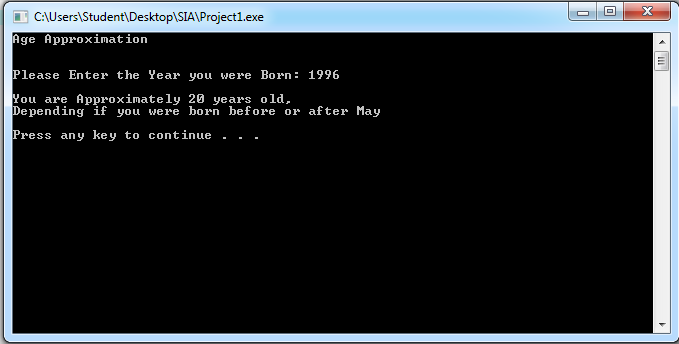 C:\Users\Student\Desktop\SIA\Project1.exe
Age Approximation
Please Enter the Year you were Born: 1996
You are Approximately 20 years old,
Depending if you were born before or after May
Press any key to continue . . .